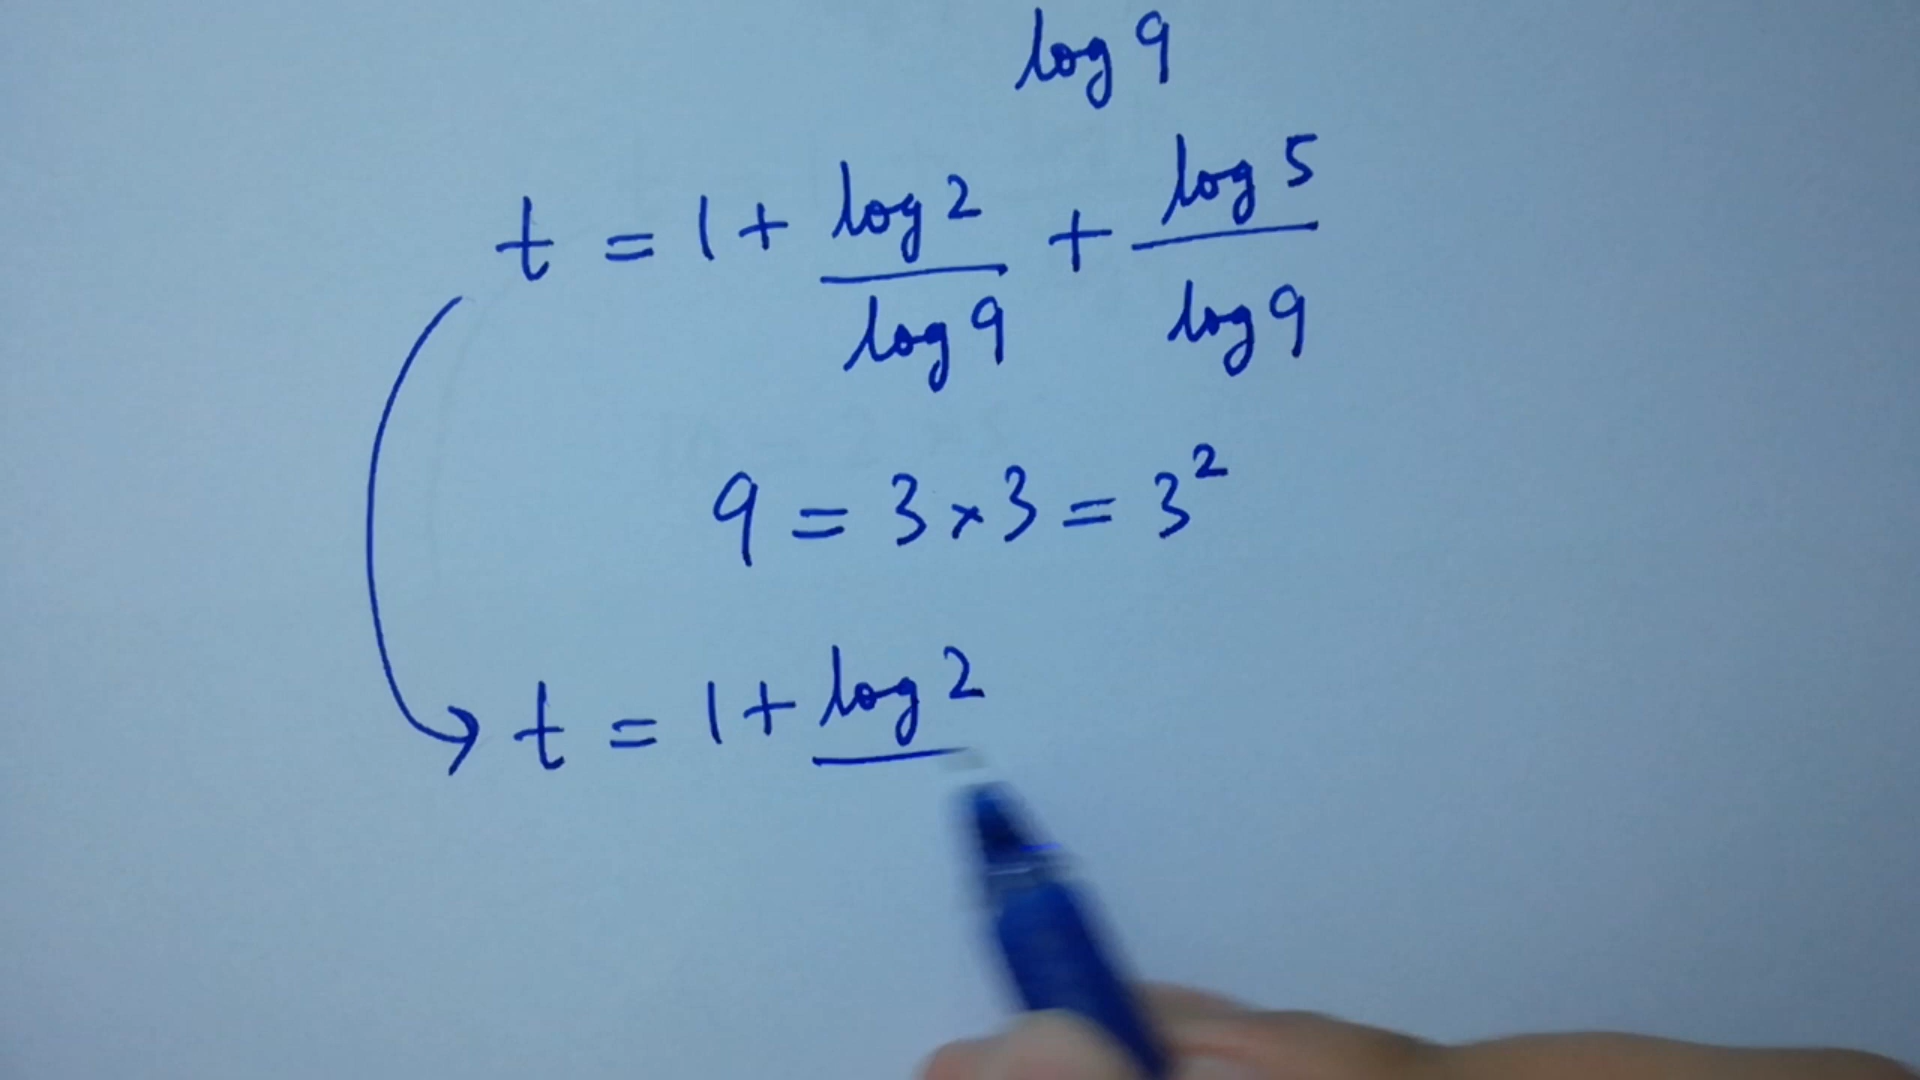 log 9
t = 1 + log 2 / log 9 + log 5 / log 9
9 = 3 × 3 = 3²
t = 1 + log 2